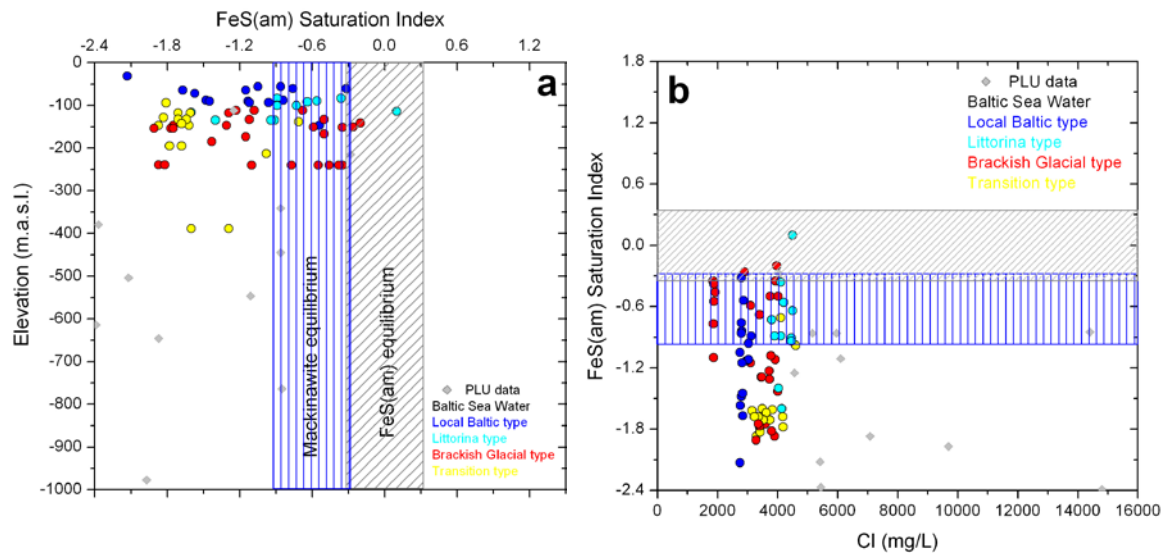 FeS(am) Saturation Index
-2.4 -1.8 -1.2 -0.6 0.0 0.6 1.2
a
0
-100
-200
-300
-400
-500
-600
-700
-800
-900
-1000
Elevation (m.a.s.l.)
Mackinawite equilibrium
FeS(am) equilibrium
PLU data
Baltic Sea Water
Local Baltic type
Littorina type
Brackish Glacial type
Transition type
b
1.8
1.2
0.6
0.0
-0.6
-1.2
-1.8
-2.4
FeS(am) Saturation Index
PLU data
Baltic Sea Water
Local Baltic type
Littorina type
Brackish Glacial type
Transition type
0 2000 4000 6000 8000 10000 12000 14000 16000
Cl (mg/L)